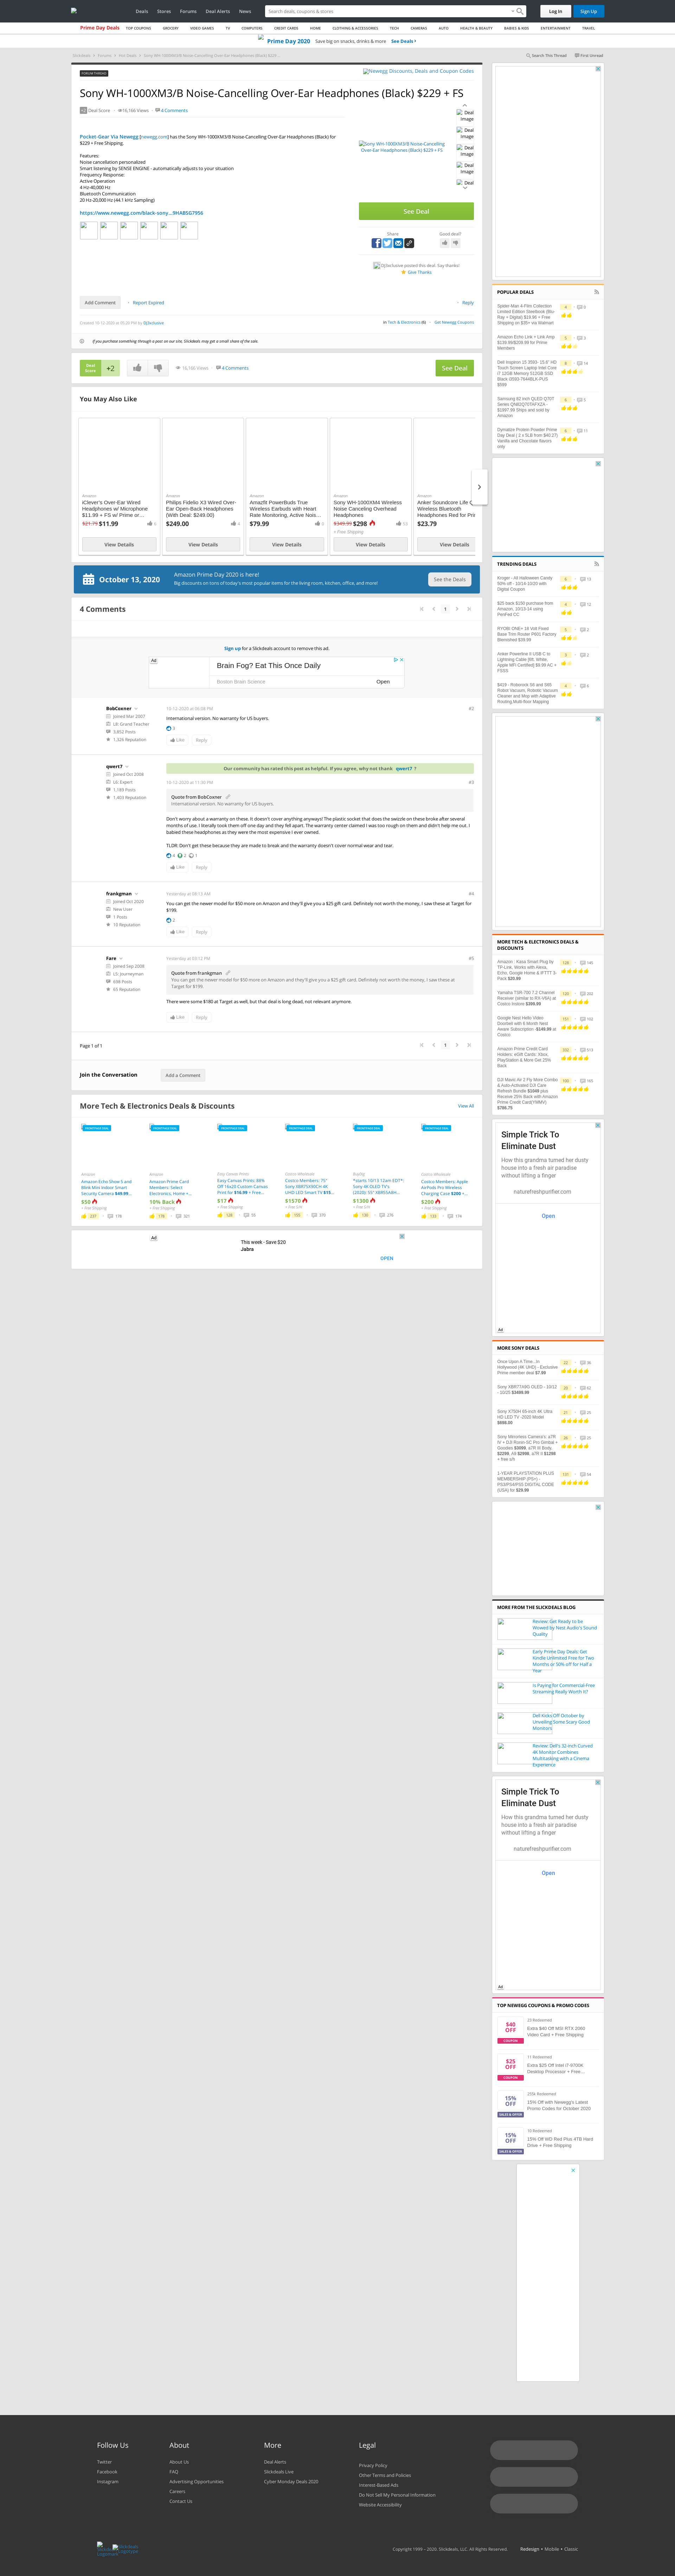 Deals Stores Forums Deal Alerts News
Search deals, coupons & stores
Log In
Sign Up
Prime Day Deals TOP COUPONS GROCERY VIDEO GAMES TV COMPUTERS CREDIT CARDS HOME CLOTHING & ACCESSORIES TECH CAMERAS AUTO HEALTH & BEAUTY BABIES & KIDS ENTERTAINMENT TRAVEL
Prime Day 2020 Save big on snacks, drinks & more See Deals
Slickdeals > Forums > Hot Deals > Sony WH-1000XM3/B Noise-Cancelling Over-Ear Headphones (Black) $229 ...
Search This Thread First Unread
Newegg Discounts, Deals and Coupon Codes
Sony WH-1000XM3/B Noise-Cancelling Over-Ear Headphones (Black) $229 + FS
+2 Deal Score 16,166 Views 4 Comments
Pocket-Gear Via Newegg [newegg.com] has the Sony WH-1000XM3/B Noise-Cancelling Over-Ear Headphones (Black) for
$229 + Free Shipping.
Features:
Noise cancellation personalized
Smart listening by SENSE ENGINE - automatically adjusts to your situation
Frequency Response:
Active Operation
4 Hz-40,000 Hz
Bluetooth Communication
20 Hz-20,000 Hz (44.1 kHz Sampling)
https://www.newegg.com/black-sony...9HAB5G7956
Sony WH-1000XM3/B Noise-Cancelling
Over-Ear Headphones (Black) $229 + FS
Deal Image
Deal Image
Deal Image
Deal Image
Deal
See Deal
Share
Good deal?
DJ3xclusive posted this deal. Say thanks!
Give Thanks
Add Comment
Report Expired
Reply
Created 10-12-2020 at 05:30 PM by DJ3xclusive
in Tech & Electronics (6)
Get Newegg Coupons
If you purchase something through a post on our site, Slickdeals may get a small share of the sale.
Deal
Score
+2
16,166 Views
4 Comments
See Deal
You May Also Like
Amazon
iClever's Over-Ear Wired
Headphones w/ Microphone
$11.99 + FS w/ Prime or...
$21.79 $11.99
View Details
Amazon
Philips Fidelio X3 Wired Over-
Ear Open-Back Headphones
(With Deal: $249.00)
$249.00
View Details
Amazon
Amazfit PowerBuds True
Wireless Earbuds with Heart
Rate Monitoring, Active Nois...
$79.99
View Details
Amazon
Sony WH-1000XM4 Wireless
Noise Canceling Overhead
Headphones
$349.99 $298
+ Free Shipping
View Details
Amazon
Anker Soundcore Life
Wireless Bluetooth
Headphones Red for Pri
$23.79
View Details
October 13, 2020
Amazon Prime Day 2020 is here!
Big discounts on tons of today's most popular items for the living room, kitchen, office, and more!
See the Deals
4 Comments
1
Sign up for a Slickdeals account to remove this ad.
Ad
Brain Fog? Eat This Once Daily
Boston Brain Science
Open
BobCoxner
Joined Mar 2007
L8: Grand Teacher
3,852 Posts
1,326 Reputation
10-12-2020 at 06:08 PM
#2
International version. No warranty for US buyers.
3
Like Reply
qwert7
Joined Oct 2008
L6: Expert
1,189 Posts
1,403 Reputation
Our community has rated this post as helpful. If you agree, why not thank qwert7 ?
10-12-2020 at 11:30 PM
#3
Quote from BobCoxner
International version. No warranty for US buyers.
Don't worry about a warranty on these. It doesn't cover anything anyways! The plastic socket that does the swivel on these broke after several
months of use. I literally took them off one day and they fell apart. The warranty center claimed I was too rough on them and didn't help me out. I
had wireless headphones as they were the most expensive I ever owned.
TLDR: Don't get these because they are made to break and the warranty doesn't cover normal wear and tear.
4 2 1
Like Reply
frankgman
Joined Oct 2020
New User
1 Posts
10 Reputation
Yesterday at 08:13 AM
#4
You can get the newer model for $50 more on Amazon and they'll give you a $25 gift card. Definitely not worth the money, I saw these at Target for
$199.
2
Like Reply
Fare
Joined Sep 2008
L5: Journeyman
698 Posts
65 Reputation
Yesterday at 07:12 PM
#5
Quote from frankgman
You can get the newer model for $50 more on Amazon and they'll give you a $25 gift card. Definitely not worth the money, I saw these at
Target for $199.
There were some $180 at Target as well, but that deal is long dead, not relevant anymore.
Like Reply
Page 1 of 1
1
Join the Conversation
Add a Comment
More Tech & Electronics Deals & Discounts
View All
Amazon
Amazon Echo Show 5 and
Blink Mini Indoor Smart
Security Camera $49.99...
$50
+ Free Shipping
Amazon
Amazon Prime Card
Members: Select
Electronics, Home + ...
10% Back
+ Free Shipping
Easy Canvas Prints
Easy Canvas Prints: 88%
Off 16x20 Custom Canvas
Print for $16.99 + Free...
$17
+ Free Shipping
Costco Wholesale
Costco Members: 75"
Sony XBR75X90CH 4K
UHD LED Smart TV $15...
$1570
+ Free S/H
BuyDig
*starts 10/13 12am EDT*:
Sony 4K OLED TV's
(2020): 55" XBR55A8H...
$1300
+ Free S/H
Costco Wholesale
Costco Members: Apple
AirPods Pro Wireless
Charging Case $200 +...
$200
+ Free Shipping
Ad
This week - Save $20
Jabra
OPEN
POPULAR DEALS
Spider-Man 4-Film Collection
Limited Edition Steelbook (Blu-
Ray + Digital) $19.96 + Free
Shipping on $35+ via Walmart
Amazon Echo Link + Link Amp
$139.99/$209.99 for Prime
Members
Dell Inspiron 15 3593- 15.6" HD
Touch Screen Laptop Intel Core
i7 12GB Memory 512GB SSD
Black i3593-7644BLK-PUS
$599
Samsung 82 inch QLED Q70T
Series QN82Q70TAFXZA -
$1997.99 Ships and sold by
Amazon
Dymatize Protein Powder Prime
Day Deal ( 2 x 5LB from $40.27)
Vanilla and Chocolate flavors
only
TRENDING DEALS
Kroger - All Halloween Candy
50% off - 10/14-10/20 with
Digital Coupon
$25 back $150 purchase from
Amazon, 10/13-14 using
PenFed CC
RYOBI ONE+ 18 Volt Fixed
Base Trim Router P601 Factory
Blemished $39.99
Anker Powerline II USB C to
Lightning Cable [6ft, White,
Apple MFi Certified] $9.99 AC +
FSSS
$419 - Roborock S6 and S65
Robot Vacuum, Robotic Vacuum
Cleaner and Mop with Adaptive
Routing,Multi-floor Mapping
MORE TECH & ELECTRONICS DEALS &
DISCOUNTS
Amazon : Kasa Smart Plug by
TP-Link, Works with Alexa,
Echo, Google Home & IFTTT 3
Pack $20.99
Yamaha TSR-700 7.2 Channel
Receiver (similar to RX-V6A) at
Costco Instore $399.99
Google Nest Hello Video
Doorbell with 6 Month Nest
Aware Subscription -$149.99 at
Costco
Amazon Prime Credit Card
Holders: eGift Cards: Xbox,
PlayStation & More Get 25%
Back
DJI Mavic Air 2 Fly More Combo
& Auto-Activated DJI Care
Refresh Bundle $1049 plus
Receive 25% Back with Amazon
Prime Credit Card(YMMV)
$786.75
Simple Trick To
Eliminate Dust
How this grandma turned her dusty
house into a fresh air paradise
without lifting a finger
naturefreshpurifier.com
Open
Ad
MORE SONY DEALS
Once Upon A Time...In
Hollywood (4K UHD) - Exclusive
Prime member deal $7.99
Sony XBR77A9G OLED - 10/12
- 10/25 $3499.99
Sony X750H 65-inch 4K Ultra
HD LED TV -2020 Model
$699.00
Sony Mirrorless Camera's: a7R
IV + DJI Ronin-SC Pro Gimbal +
Goodies $3099, a7R III Body,
$2299, A9 $2998, a7R II $1298
+ free s/h
1-YEAR PLAYSTATION PLUS
MEMBERSHIP (PS+) -
PS3/PS4/PS5 DIGITAL CODE
(USA) for $29.99
MORE FROM THE SLICKDEALS BLOG
Review: Get Ready to be
Wowed by Nest Audio's Sound
Quality
Early Prime Day Deals: Get
Kindle Unlimited Free for Two
Months or 50% off for Half a
Year
Is Paying for Commercial-Free
Streaming Really Worth It?
Dell Kicks Off October by
Unveiling Some Scary Good
Monitors
Review: Dell's 32-Inch Curved
4K Monitor Combines
Multitasking with a Cinema
Experience
Simple Trick To
Eliminate Dust
How this grandma turned her dusty
house into a fresh air paradise
without lifting a finger
naturefreshpurifier.com
Open
Ad
TOP NEWEGG COUPONS & PROMO CODES
$40
OFF
COUPON
23 Redeemed
Extra $40 Off MSI RTX 2060
Video Card + Free Shipping
$25
OFF
COUPON
11 Redeemed
Extra $25 Off Intel i7-9700K
Desktop Processor + Free...
15%
OFF
SALES & OFFER
2556 Redeemed
15% Off with Newegg's Latest
Promo Codes for October 2020
15%
OFF
SALES & OFFER
10 Redeemed
15% Off WD Red Plus 4TB Hard
Drive + Free Shipping
Follow Us
Twitter
Facebook
Instagram
About
About Us
FAQ
Advertising Opportunities
Careers
Contact Us
More
Deal Alerts
Slickdeals Live
Cyber Monday Deals 2020
Legal
Privacy Policy
Other Terms and Policies
Interest-Based Ads
Do Not Sell My Personal Information
Website Accessibility
Copyright 1999 - 2020. Slickdeals, LLC. All Rights Reserved.
Redesign • Mobile • Classic